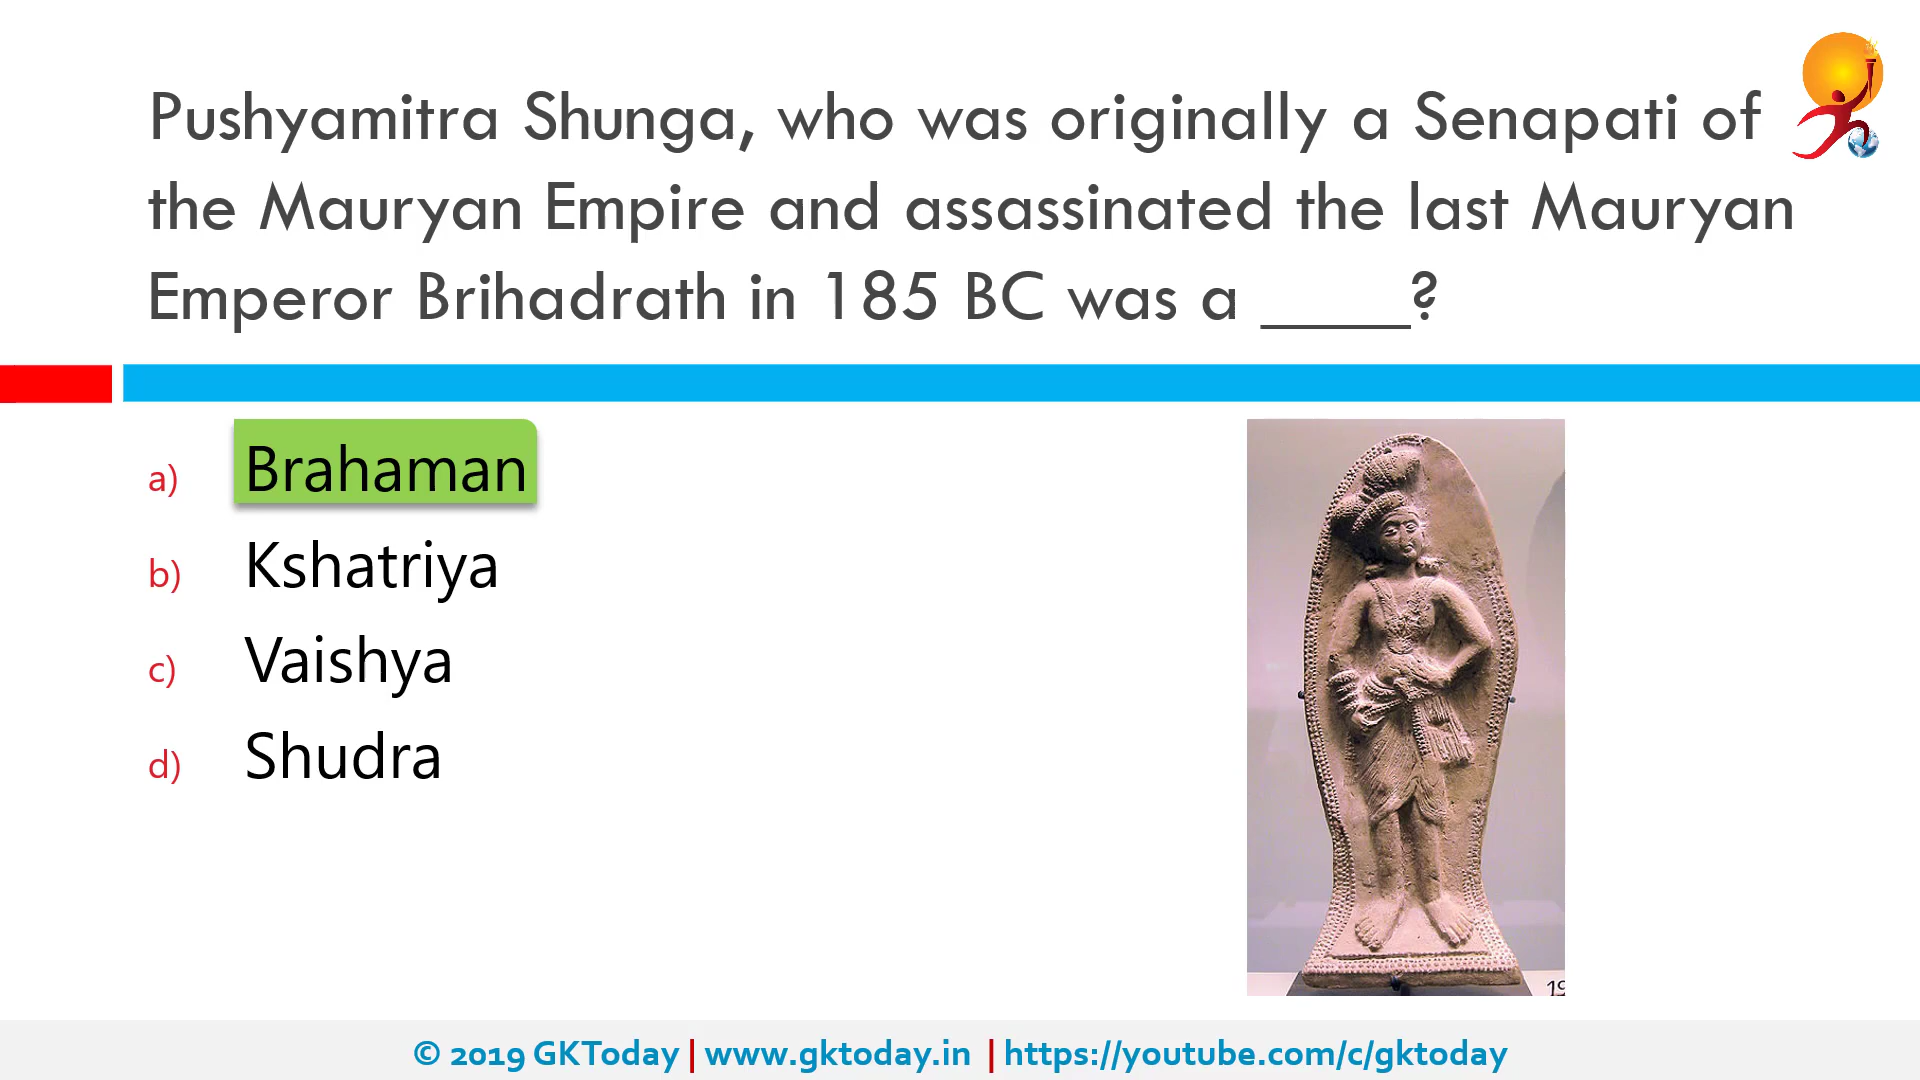 Pushyamitra Shunga, who was originally a Senapati of
the Mauryan Empire and assassinated the last Mauryan
Emperor Brihadrath in 185 BC was a ____?
a) Brahaman
b) Kshatriya
c) Vaishya
d) Shudra
19
© 2019 GKToday | www.gktoday.in | https://youtube.com/c/gktoday